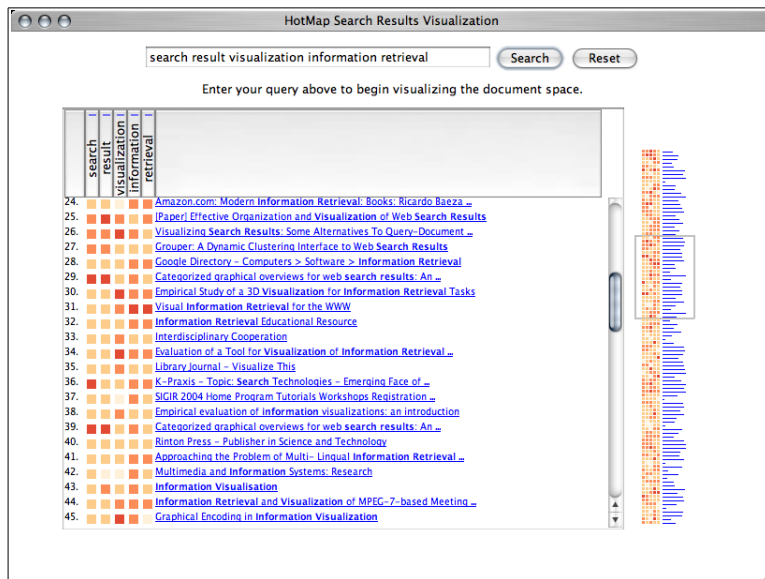 HotMap Search Results Visualization
search result visualization information retrieval
Search
Reset
Enter your query above to begin visualizing the document space.
search
result
visualization
information
retrieval
24. Amazon.com: Modern Information Retrieval: Books: Ricardo Baeza ...
25. [Paper] Effective Organization and Visualization of Web Search Results
26. Visualizing Search Results: Some Alternatives To Query-Document ...
27. Grouper: A Dynamic Clustering Interface to Web Search Results
28. Google Directory - Computers > Software > Information Retrieval
29. Categorized graphical overviews for web search results: An ...
30. Empirical Study of a 3D Visualization for Information Retrieval Tasks
31. Visual Information Retrieval for the WWW
32. Information Retrieval Educational Resource
33. Interdisciplinary Cooperation
34. Evaluation of a Tool for Visualization of Information Retrieval ...
35. Library Journal - Visualize This
36. K-Praxis - Topic: Search Technologies - Emerging Face of ...
37. SIGIR 2004 Home Program Tutorials Workshops Registration ...
38. Empirical evaluation of information visualizations: an introduction
39. Categorized graphical overviews for web search results: An ...
40. Rinton Press - Publisher in Science and Technology
41. Approaching the Problem of Multi- Lingual Information Retrieval ...
42. Multimedia and Information Systems: Research
43. Information Visualisation
44. Information Retrieval and Visualization of MPEG-7-based Meeting ...
45. Graphical Encoding in Information Visualization